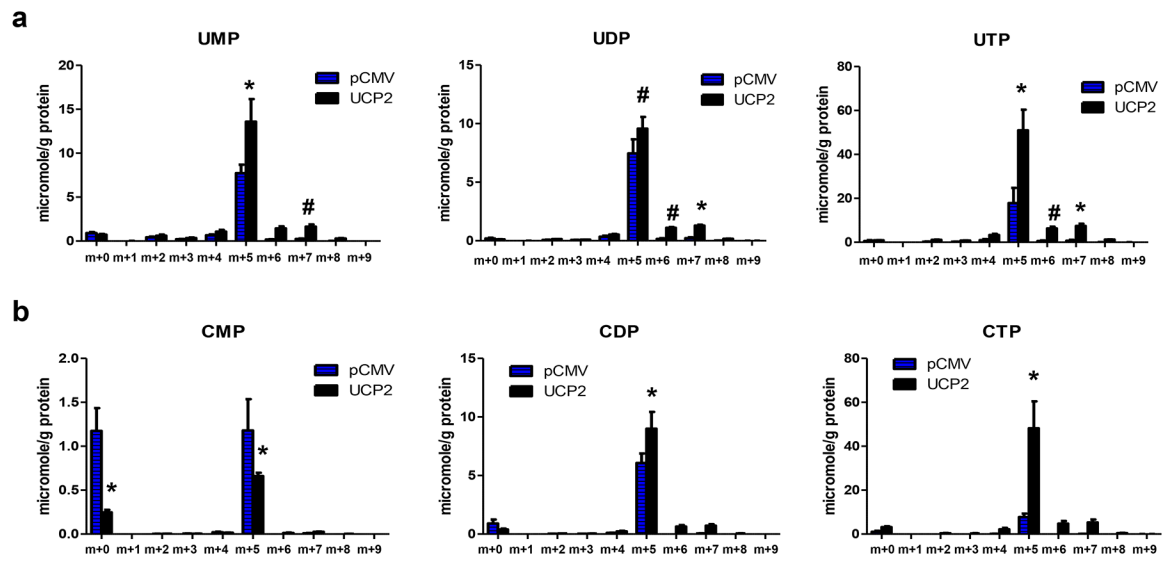 a
UMP
micromole/g protein
20
15
10
5
0
pCMV
UCP2
*
#
m+0 m+1 m+2 m+3 m+4 m+5 m+6 m+7 m+8 m+9
UDP
micromole/g protein
15
10
5
0
pCMV
UCP2
#
#
*
m+0 m+1 m+2 m+3 m+4 m+5 m+6 m+7 m+8 m+9
UTP
micromole/g protein
80
60
40
20
0
pCMV
UCP2
*
#
*
m+0 m+1 m+2 m+3 m+4 m+5 m+6 m+7 m+8 m+9
b
CMP
micromole/g protein
2.0
1.5
1.0
0.5
0.0
pCMV
UCP2
*
*
m+0 m+1 m+2 m+3 m+4 m+5 m+6 m+7 m+8 m+9
CDP
micromole/g protein
15
10
5
0
pCMV
UCP2
*
m+0 m+1 m+2 m+3 m+4 m+5 m+6 m+7 m+8 m+9
CTP
micromole/g protein
80
60
40
20
0
pCMV
UCP2
*
m+0 m+1 m+2 m+3 m+4 m+5 m+6 m+7 m+8 m+9